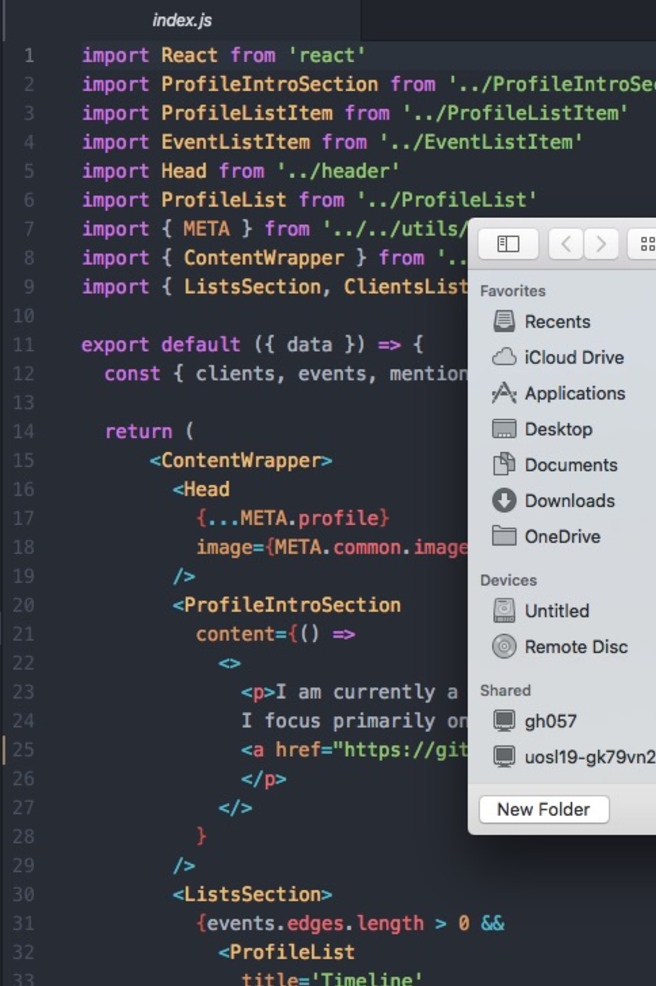 index.js
1 import React from 'react'
2 import ProfileIntroSection from '../ProfileIntroSec
3 import ProfileListItem from '../ProfileListItem'
4 import EventListItem from '../EventListItem'
5 import Head from '../header'
6 import ProfileList from '../ProfileList'
7 import { META } from '../../utils/
8 import { ContentWrapper } from '..
9 import { ListsSection, ClientsList
10
11 export default ({ data }) => {
12 const { clients, events, mention
13
14 return (
15 <ContentWrapper>
16 <Head
17 {...META.profile}
18 image={META.common.image
19 />
20 <ProfileIntroSection
21 content={() =>
22 <>
23 <p>I am currently a
24 I focus primarily on
25 <a href="https://git
26 </p>
27 </>
28 }
29 />
30 <ListsSection>
31 {events.edges.length > 0 &&
32 <ProfileList
33 title='Timeline'
Favorites
Recents
iCloud Drive
Applications
Desktop
Documents
Downloads
OneDrive
Devices
Untitled
Remote Disc
Shared
gh057
uosl19-gk79vn2
New Folder